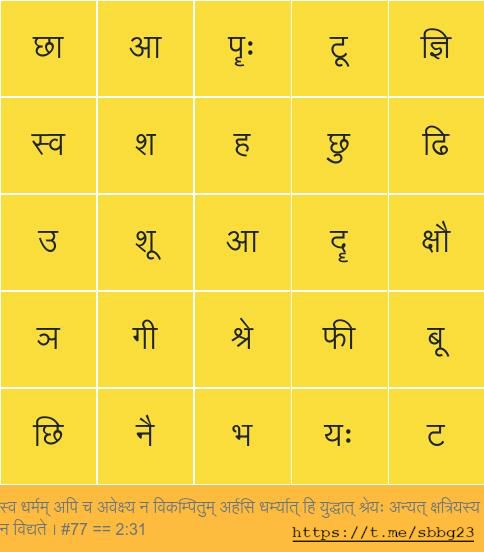 छा आ पॄः टू ज्ञि
स्व श ह छु ढि
उ शू आ दॄ क्षौ
ञ गी श्रे फी बू
छि नै भ यः ट
स्व धर्मम् अपि च अवेक्ष्य न विकम्पितुम् अर्हसि धर्म्यात् हि युद्धात् श्रेयः अन्यत् क्षत्रियस्य
न विद्यते । #77 == 2:31
https://t.me/sbbg23